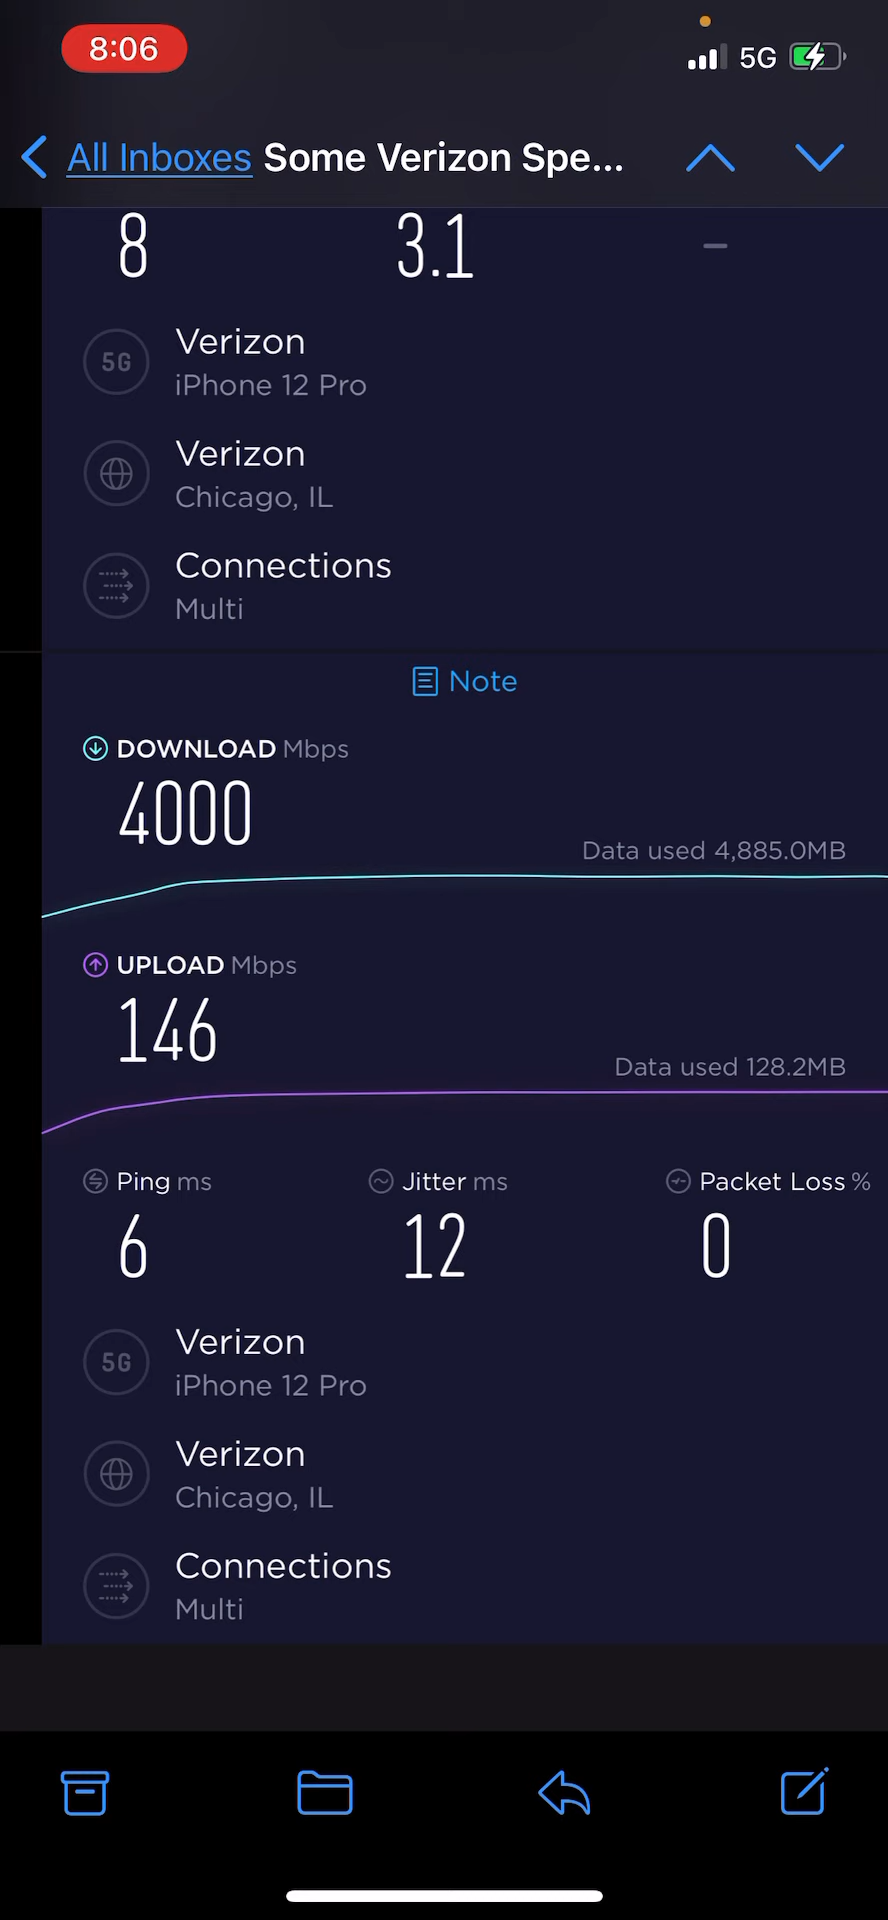 8:06
5G
All Inboxes Some Verizon Spe...
8 3.1 –
5G
Verizon
iPhone 12 Pro
Verizon
Chicago, IL
Connections
Multi
Note
DOWNLOAD Mbps
4000
Data used 4,885.0MB
UPLOAD Mbps
146
Data used 128.2MB
Ping ms Jitter ms Packet Loss %
6 12 0
5G
Verizon
iPhone 12 Pro
Verizon
Chicago, IL
Connections
Multi